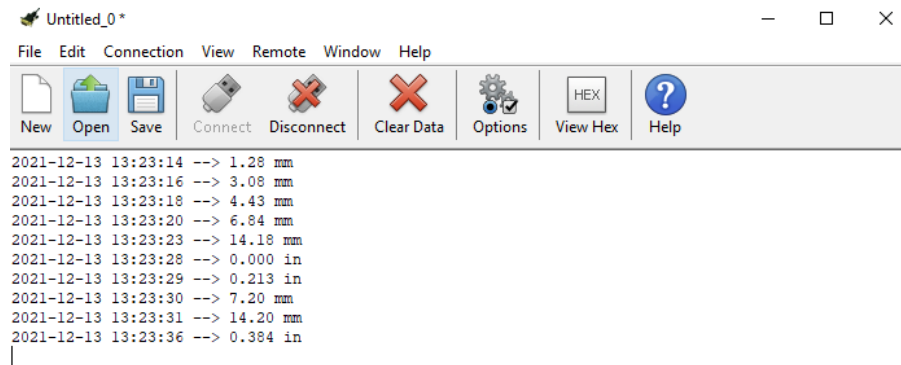 Untitled_0 *
File Edit Connection View Remote Window Help
HEX
New Open Save Connect Disconnect Clear Data Options View Hex Help
2021-12-13 13:23:14 --> 1.28 mm
2021-12-13 13:23:16 --> 3.08 mm
2021-12-13 13:23:18 --> 4.43 mm
2021-12-13 13:23:20 --> 6.84 mm
2021-12-13 13:23:23 --> 14.18 mm
2021-12-13 13:23:28 --> 0.000 in
2021-12-13 13:23:29 --> 0.213 in
2021-12-13 13:23:30 --> 7.20 mm
2021-12-13 13:23:31 --> 14.20 mm
2021-12-13 13:23:36 --> 0.384 in